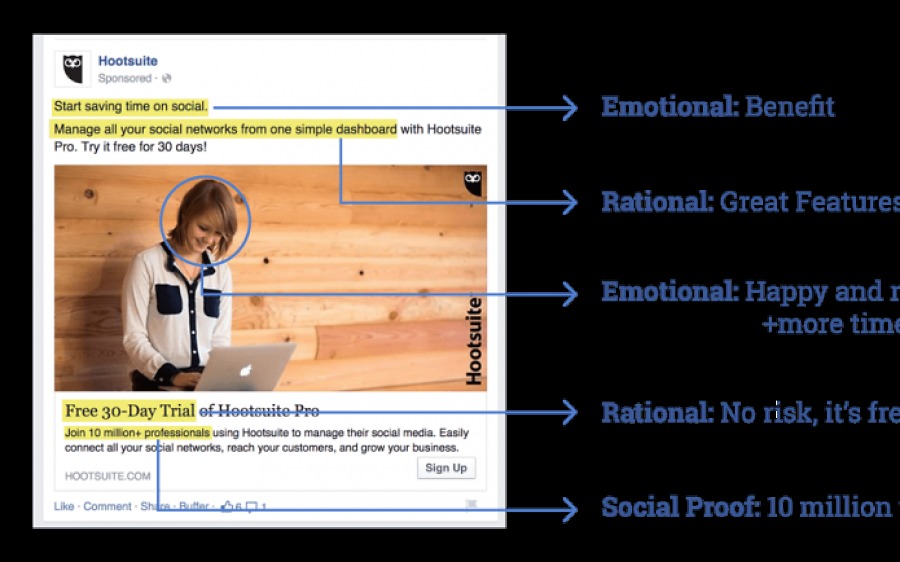 Hootsuite
Sponsored ·
Start saving time on social.
Manage all your social networks from one simple dashboard with Hootsuite
Pro. Try it free for 30 days!
Hootsuite
Free 30-Day Trial of Hootsuite Pro
Join 10 million+ professionals using Hootsuite to manage their social media. Easily
connect all your social networks, reach your customers, and grow your business.
HOOTSUITE.COM
Sign Up
Like · Comment · Share · Buffer · 6 1
Emotional: Benefit
Rational: Great Features
Emotional: Happy and
+more time
Rational: No risk, it's
Social Proof: 10 million